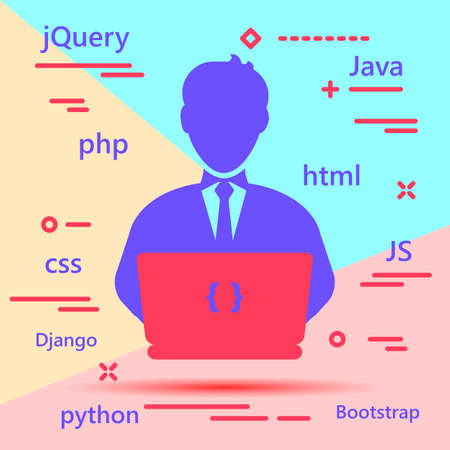 jQuery
Java
php
html
JS
css
{ }
Django
python
Bootstrap